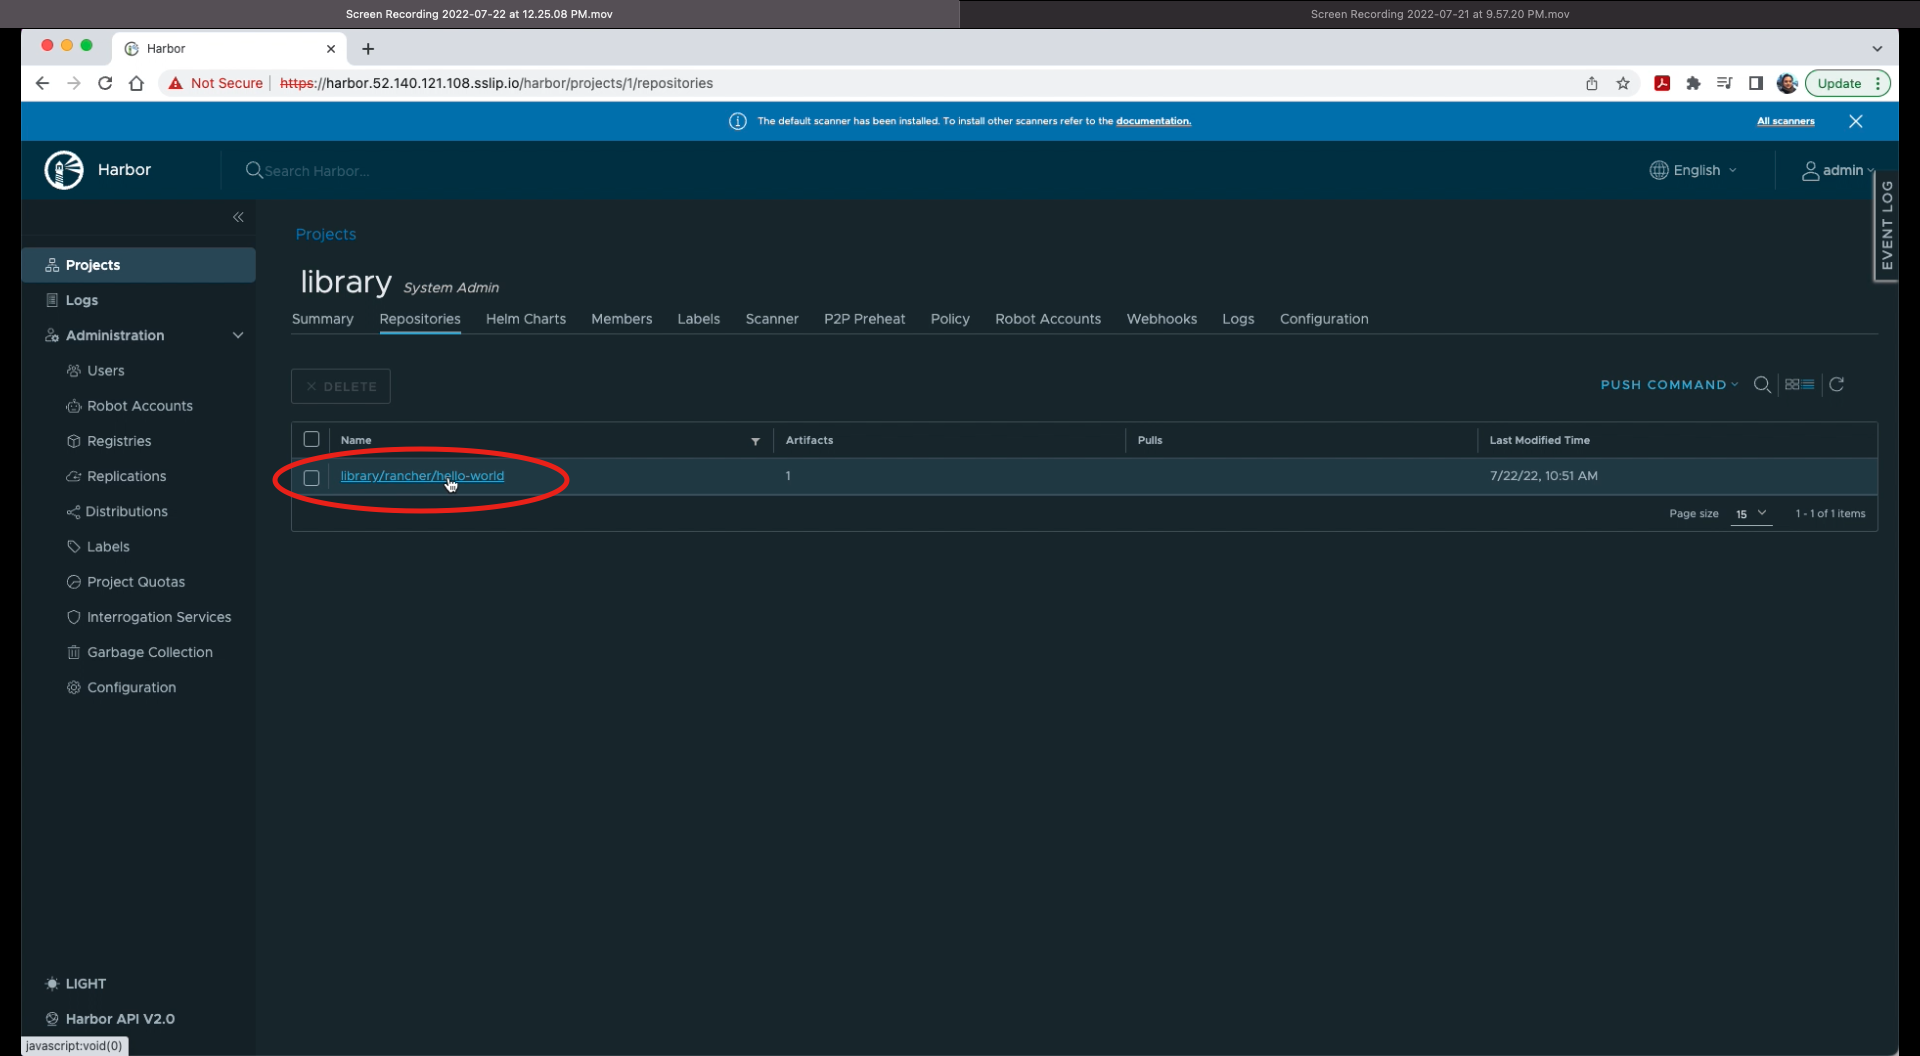 Screen Recording 2022-07-22 at 12.25.08 PM.mov
Screen Recording 2022-07-21 at 9.57.20 PM.mov
Harbor
Not Secure https://harbor.52.140.121.108.sslip.io/harbor/projects/1/repositories
Update
The default scanner has been installed. To install other scanners refer to the documentation.
All scanners
Harbor
Search Harbor...
English
admin
EVENT LOG
Projects
Logs
Administration
Users
Robot Accounts
Registries
Replications
Distributions
Labels
Project Quotas
Interrogation Services
Garbage Collection
Configuration
LIGHT
Harbor API V2.0
javascript:void(0)
Projects
library System Admin
Summary Repositories Helm Charts Members Labels Scanner P2P Preheat Policy Robot Accounts Webhooks Logs Configuration
DELETE
PUSH COMMAND
Name Artifacts Pulls Last Modified Time
library/rancher/hello-world 1 7/22/22, 10:51 AM
Page size 15 1 - 1 of 1 items